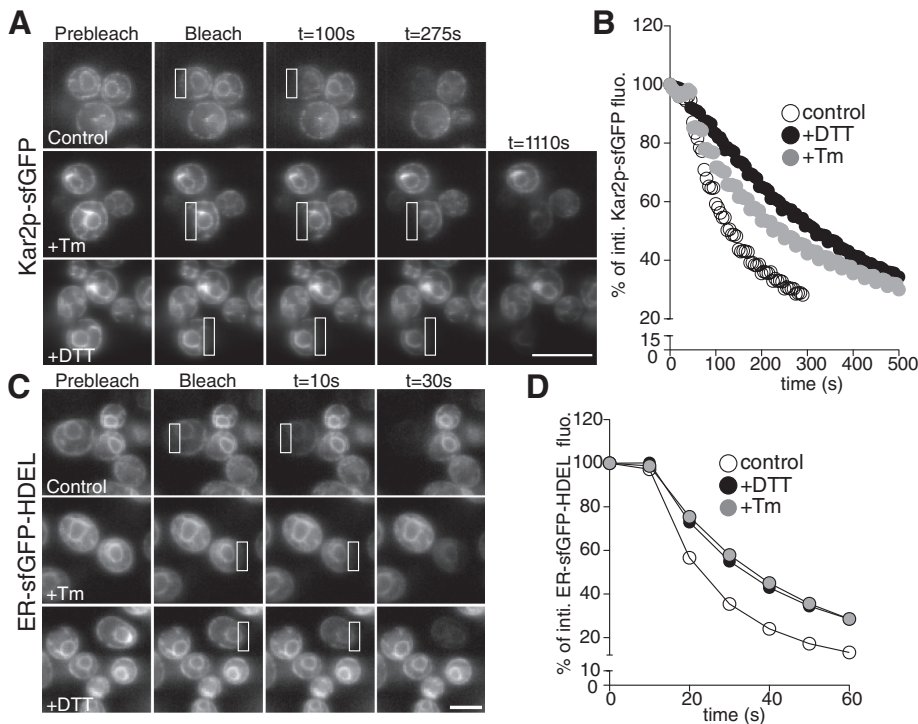 A
Prebleach Bleach t=100s t=275s
Kar2p-sfGFP
Control
t=1110s
+Tm
+DTT
B
% of inti. Kar2p-sfGFP fluo.
120
100
80
60
40
20
15
0
control
+DTT
+Tm
0 100 200 300 400 500
time (s)
C
Prebleach Bleach t=10s t=30s
ER-sfGFP-HDEL
Control
+Tm
+DTT
D
% of inti. ER-sfGFP-HDEL fluo.
120
100
80
60
40
20
10
0
control
+DTT
+Tm
0 20 40 60
time (s)